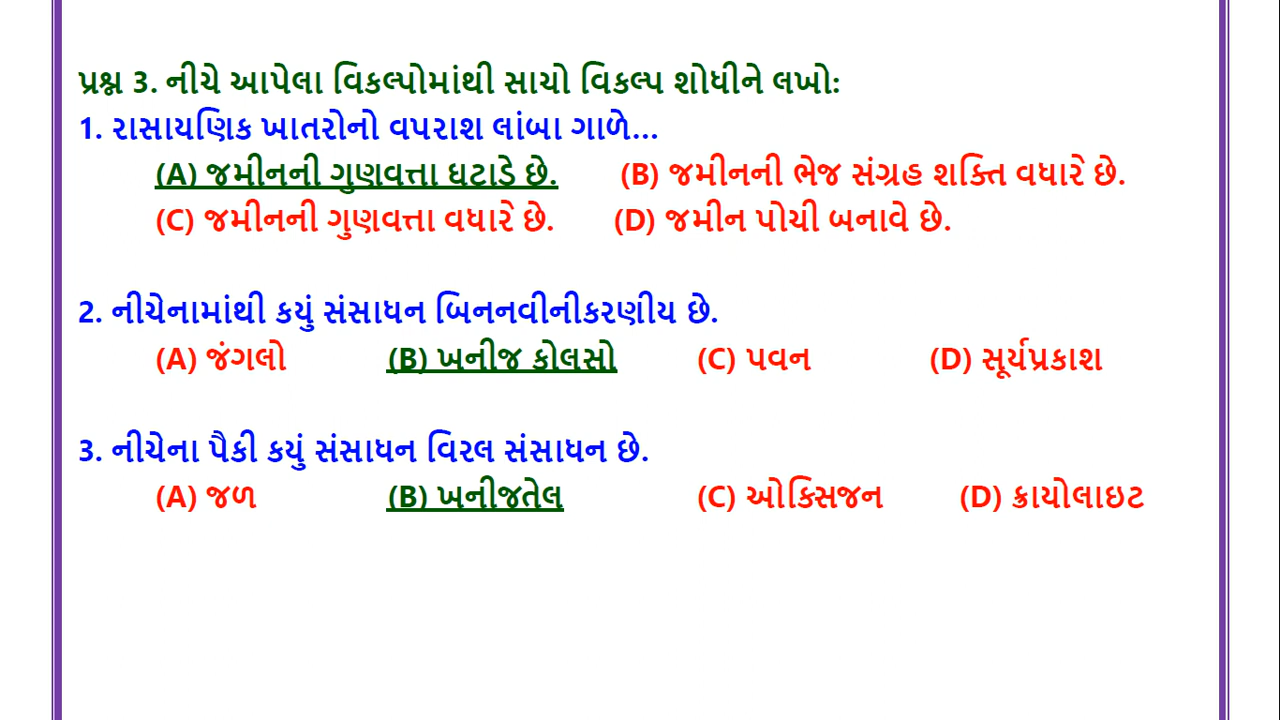 પ્રશ્ન 3. નીચે આપેલા વિકલ્પોમાંથી સાચો વિકલ્પ શોધીને લખો:
1. રાસાયણિક ખાતરોનો વપરાશ લાંબા ગાળે...
(A) જમીનની ગુણવત્તા ઘટાડે છે. (B) જમીનની ભેજ સંગ્રહ શક્તિ વધારે છે.
(C) જમીનની ગુણવત્તા વધારે છે. (D) જમીન પોચી બનાવે છે.
2. નીચેનામાંથી કયું સંસાધન બિનનવીનીકરણીય છે.
(A) જંગલો (B) ખનીજ કોલસો (C) પવન (D) સૂર્યપ્રકાશ
3. નીચેના પૈકી કયું સંસાધન વિરલ સંસાધન છે.
(A) જળ (B) ખનીજતેલ (C) ઓક્સિજન (D) ક્રાયોલાઇટ